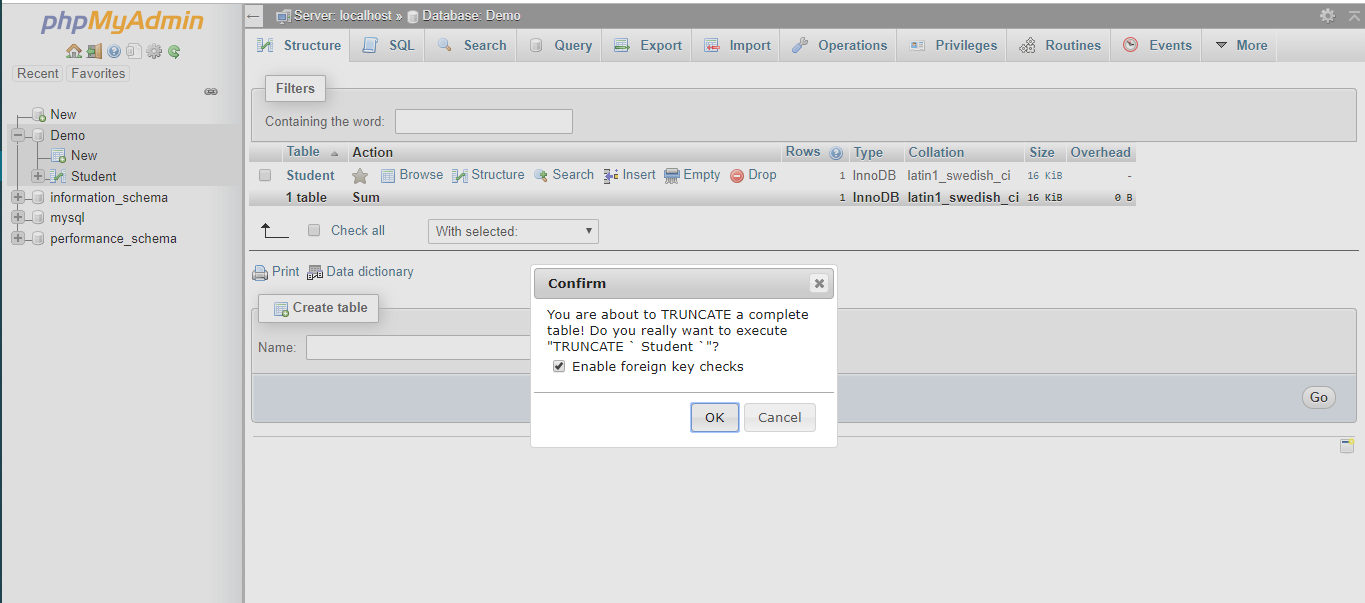 phpMyAdmin
Recent Favorites
New
Demo
New
Student
information_schema
mysql
performance_schema
Server: localhost » Database: Demo
Structure SQL Search Query Export Import Operations Privileges Routines Events More
Filters
Containing the word:
Table Action Rows Type Collation Size Overhead
Student Browse Structure Search Insert Empty Drop 1 InnoDB latin1_swedish_ci 16 KiB -
1 table Sum 1 InnoDB latin1_swedish_ci 16 KiB 0 B
Check all With selected:
Print Data dictionary
Create table
Name:
Go
Confirm
You are about to TRUNCATE a complete
table! Do you really want to execute
"TRUNCATE ` Student `"?
Enable foreign key checks
OK Cancel